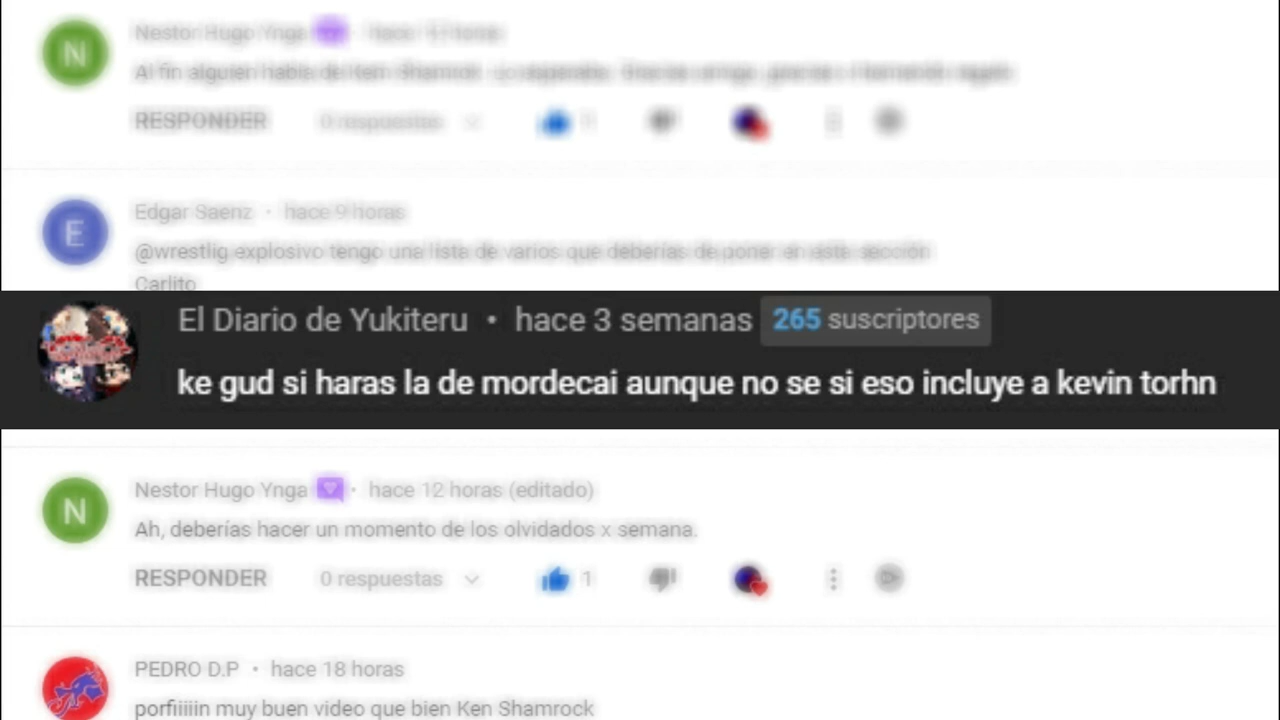 N
Nestor Hugo Ynga hace 12 horas
Al fin alguien habla de Ken Shamrock
RESPONDER 0 respuestas 1
E
Edgar Saenz · hace 9 horas
@wrestlig explosivo tengo una lista de varios que deberías de poner en esta sección
Carlito
El Diario de Yukiteru · hace 3 semanas 265 suscriptores
ke gud si haras la de mordecai aunque no se si eso incluye a kevin torhn
N
Nestor Hugo Ynga · hace 12 horas (editado)
Ah, deberías hacer un momento de los olvidados x semana.
RESPONDER 0 respuestas 1
PEDRO D.P · hace 18 horas
porfiiiiin muy buen video que bien Ken Shamrock